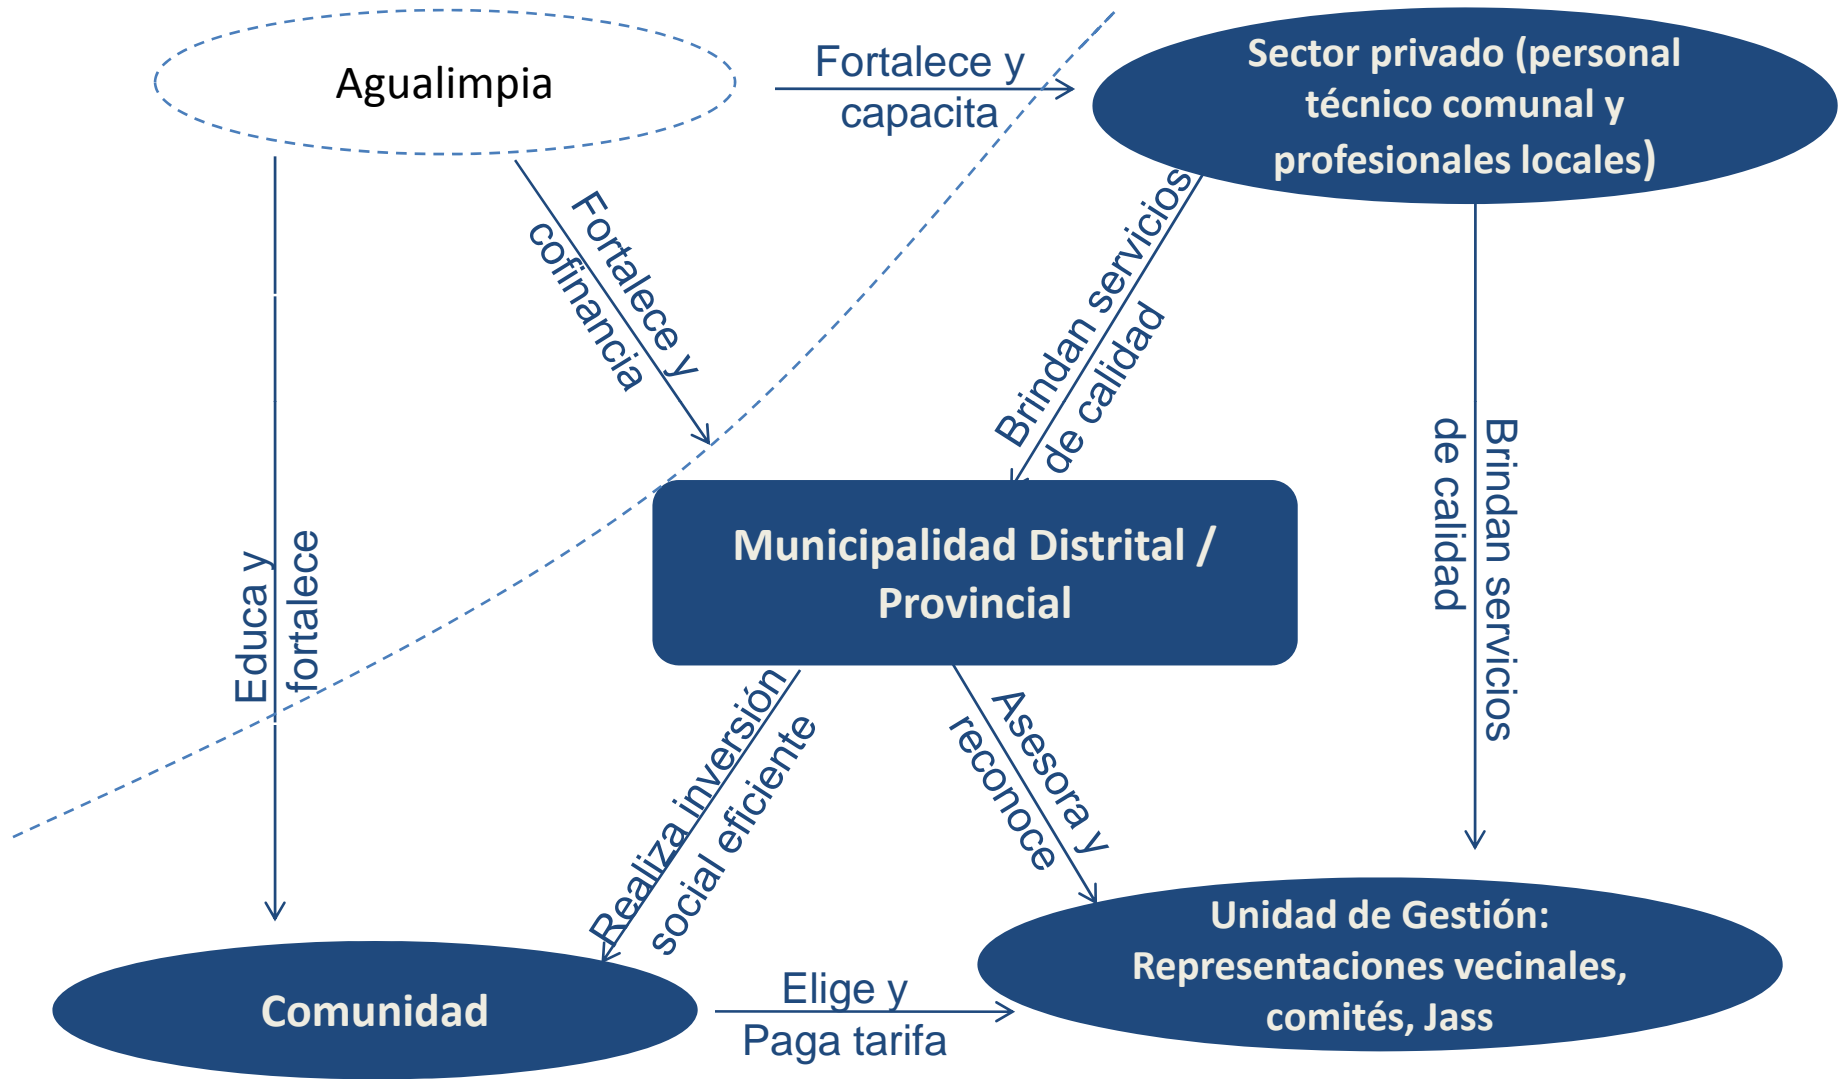 Agualimpia
Fortalece y
capacita
Sector privado (personal
técnico comunal y
profesionales locales)
Fortalece y
cofinancia
Brindan servicios
de calidad
Brindan servicios
de calidad
Educa y
fortalece
Municipalidad Distrital /
Provincial
Realiza inversión
social eficiente
Asesora y
reconoce
Comunidad
Elige y
Paga tarifa
Unidad de Gestión:
Representaciones vecinales,
comités, Jass